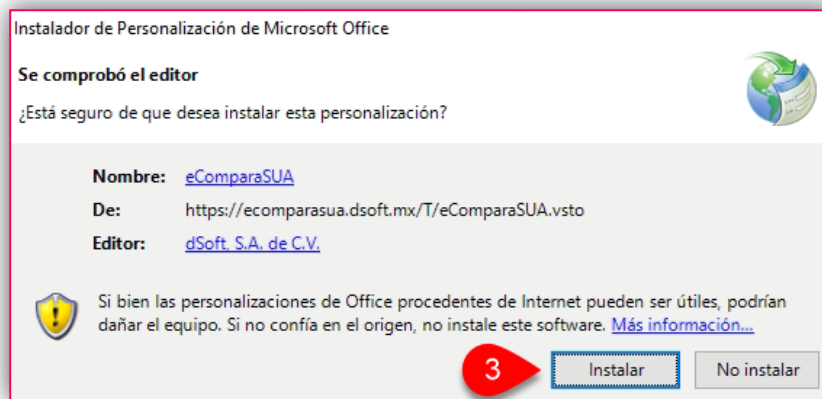 Instalador de Personalización de Microsoft Office
Se comprobó el editor
¿Está seguro de que desea instalar esta personalización?
Nombre: eComparaSUA
De: https://ecomparasua.dsoft.mx/T/eComparaSUA.vsto
Editor: dSoft, S.A. de C.V.
Si bien las personalizaciones de Office procedentes de Internet pueden ser útiles, podrían
dañar el equipo. Si no confía en el origen, no instale este software. Más información...
3 Instalar No instalar